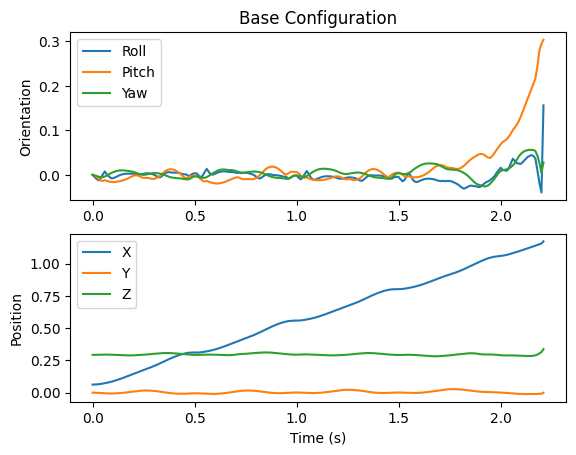 Base Configuration
Orientation
0.3
0.2
0.1
0.0
Roll
Pitch
Yaw
0.0 0.5 1.0 1.5 2.0
Position
1.00
0.75
0.50
0.25
0.00
X
Y
Z
0.0 0.5 1.0 1.5 2.0
Time (s)